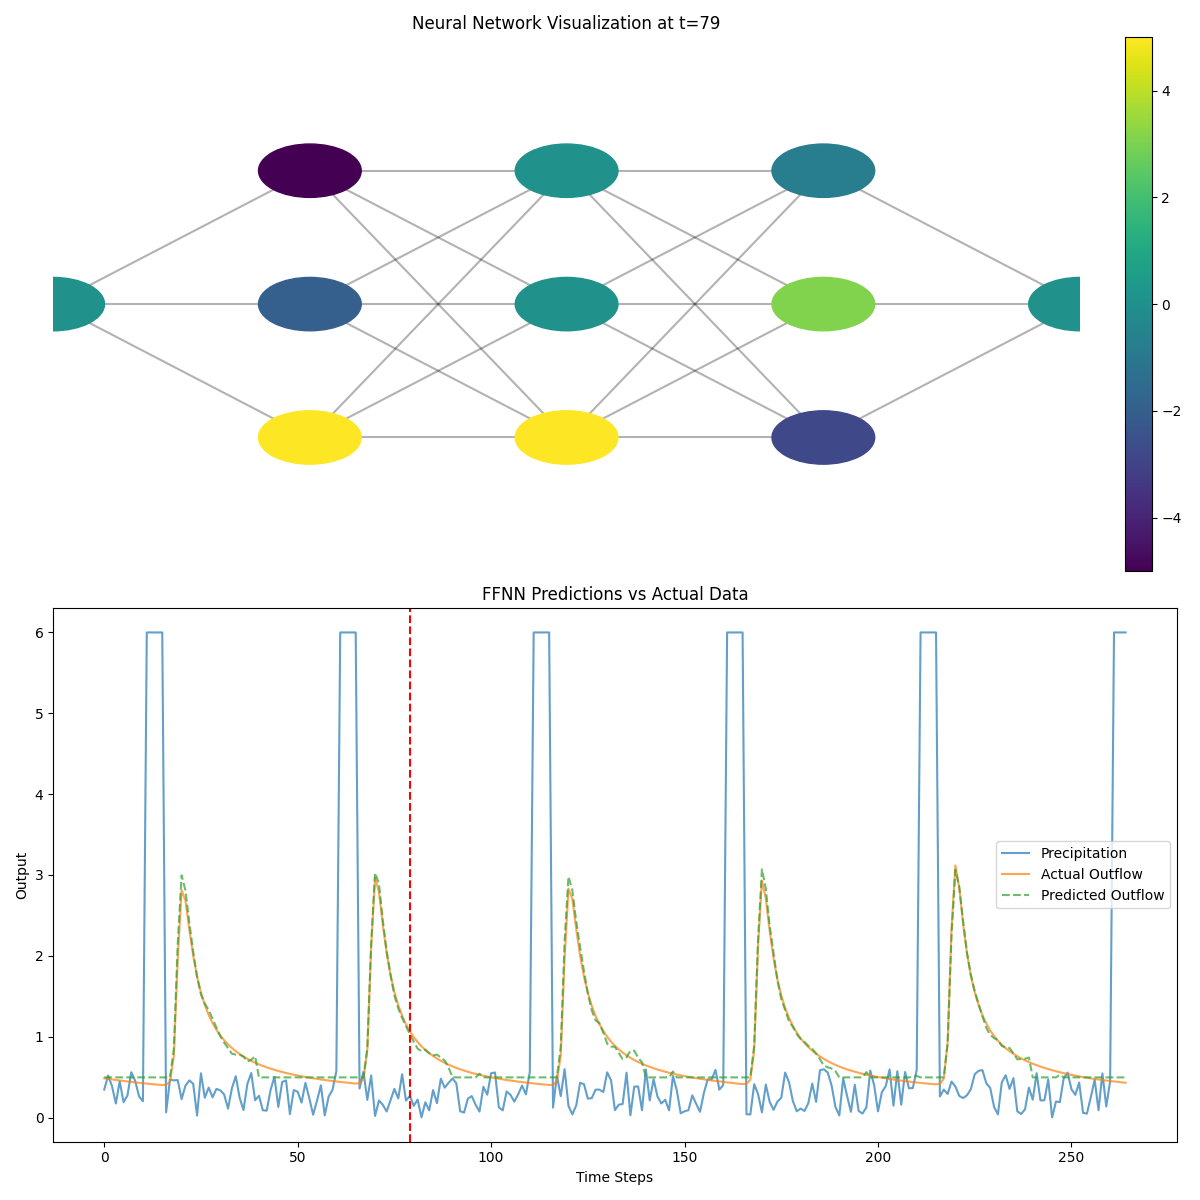 Neural Network Visualization at t=79
4
2
0
−2
−4
FFNN Predictions vs Actual Data
6
5
4
3
2
1
0
Output
Precipitation
Actual Outflow
Predicted Outflow
0 50 100 150 200 250
Time Steps